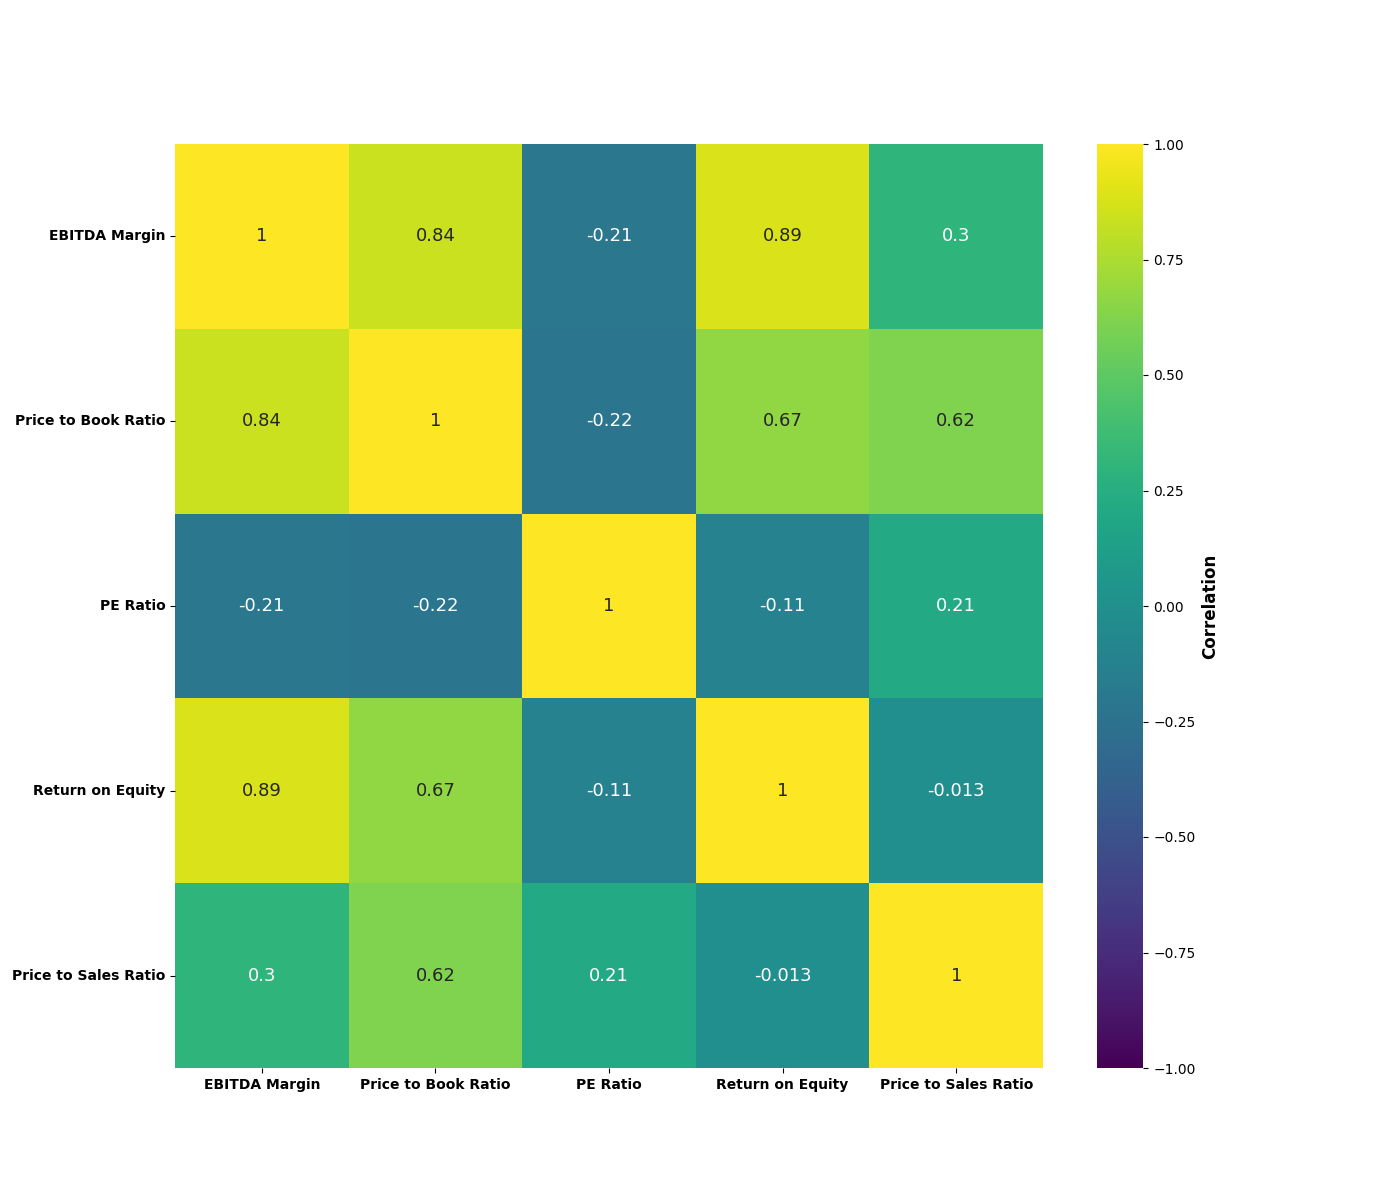 EBITDA Margin 1 0.84 -0.21 0.89 0.3
Price to Book Ratio 0.84 1 -0.22 0.67 0.62
PE Ratio -0.21 -0.22 1 -0.11 0.21
Return on Equity 0.89 0.67 -0.11 1 -0.013
Price to Sales Ratio 0.3 0.62 0.21 -0.013 1
EBITDA Margin Price to Book Ratio PE Ratio Return on Equity Price to Sales Ratio
1.00
0.75
0.50
0.25
0.00
−0.25
−0.50
−0.75
−1.00
Correlation